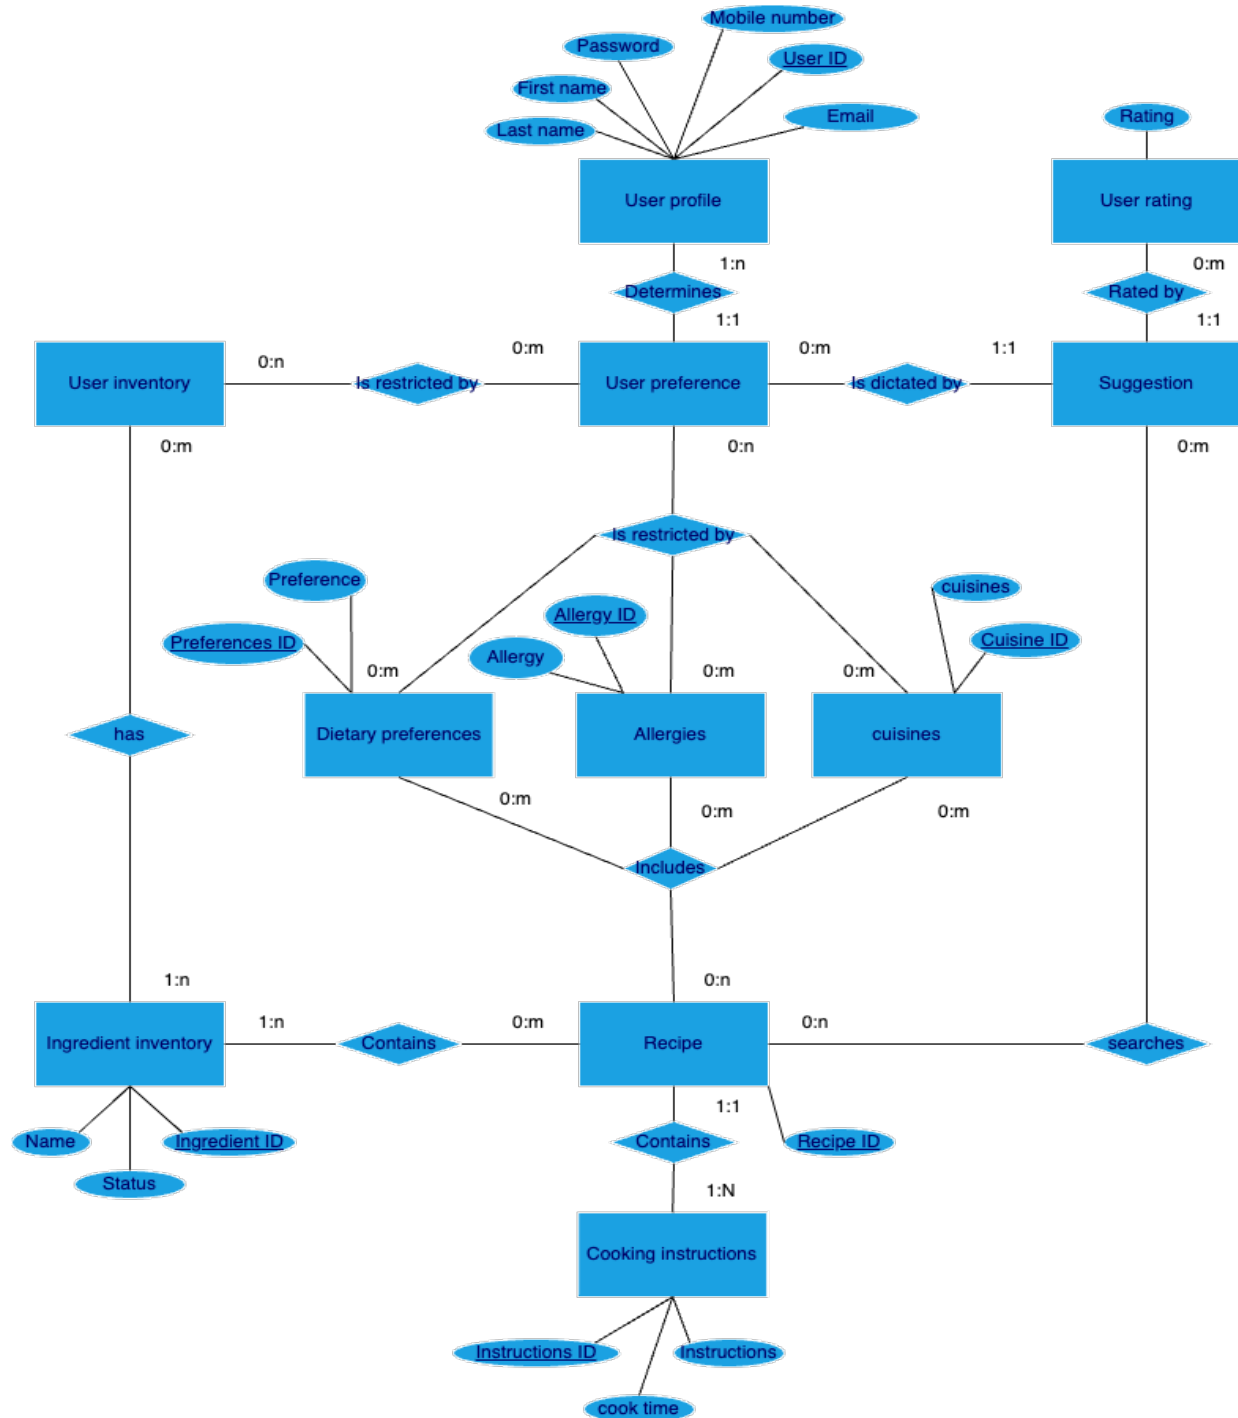 Mobile number
Password
User ID
First name
Email
Last name
Rating
User profile
User rating
1:n
0:m
Determines
Rated by
1:1
1:1
0:n
0:m
0:m
1:1
User inventory
Is restricted by
User preference
Is dictated by
Suggestion
0:m
0:n
0:m
Is restricted by
Preference
cuisines
Allergy ID
Preferences ID
Cuisine ID
Allergy
0:m
0:m
0:m
has
Dietary preferences
Allergies
cuisines
0:m
0:m
0:m
Includes
1:n
0:n
1:n
0:m
0:n
Ingredient inventory
Contains
Recipe
searches
1:1
Name
Ingredient ID
Contains
Recipe ID
Status
1:N
Cooking instructions
Instructions ID
Instructions
cook time